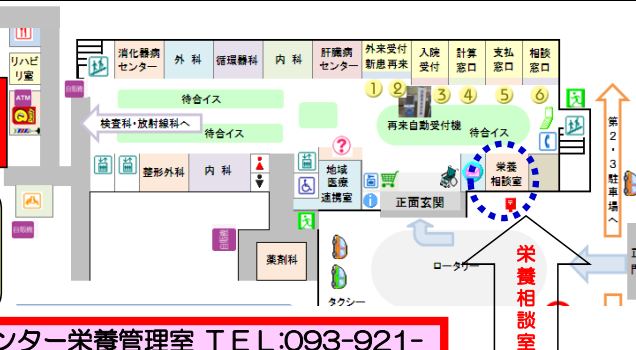 消化器病
センター
外 科
循環器科
内 科
肝臓病
センター
外来受付
新患 再来
入院
受付
計算
窓口
支払
窓口
相談
窓口
リハビ
リ室
ATM
自販機
待合イス
① ② ③ ④ ⑤ ⑥
検査科・放射線科へ
待合イス
再来自動受付機
待合イス
第2・3駐車場へ
整形外科
内 科
?
地域
医療
連携室
栄養
相談室
正面玄関
自販機
自販機
薬剤科
ロータリー
タクシー
栄養相談室
正
門
ンター栄養管理室 TEL:093-921-